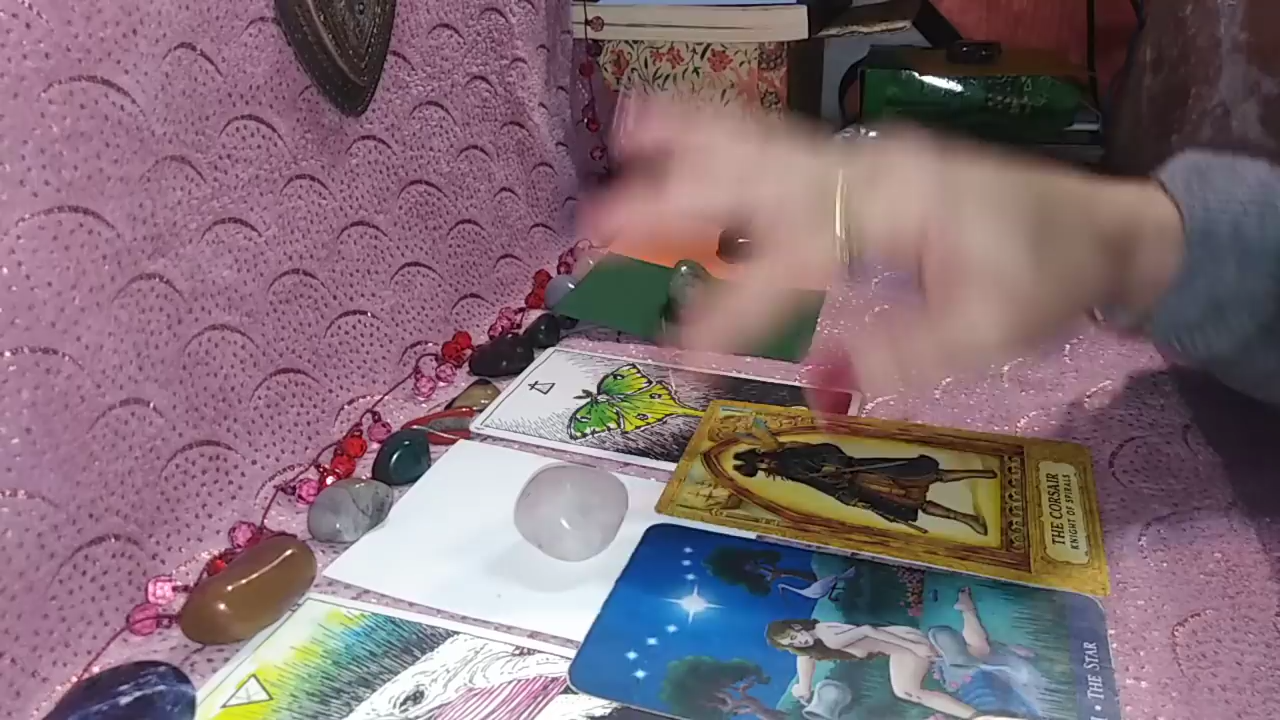 THE CORSAIR
KNIGHT OF SPIRALS
• THE STAR